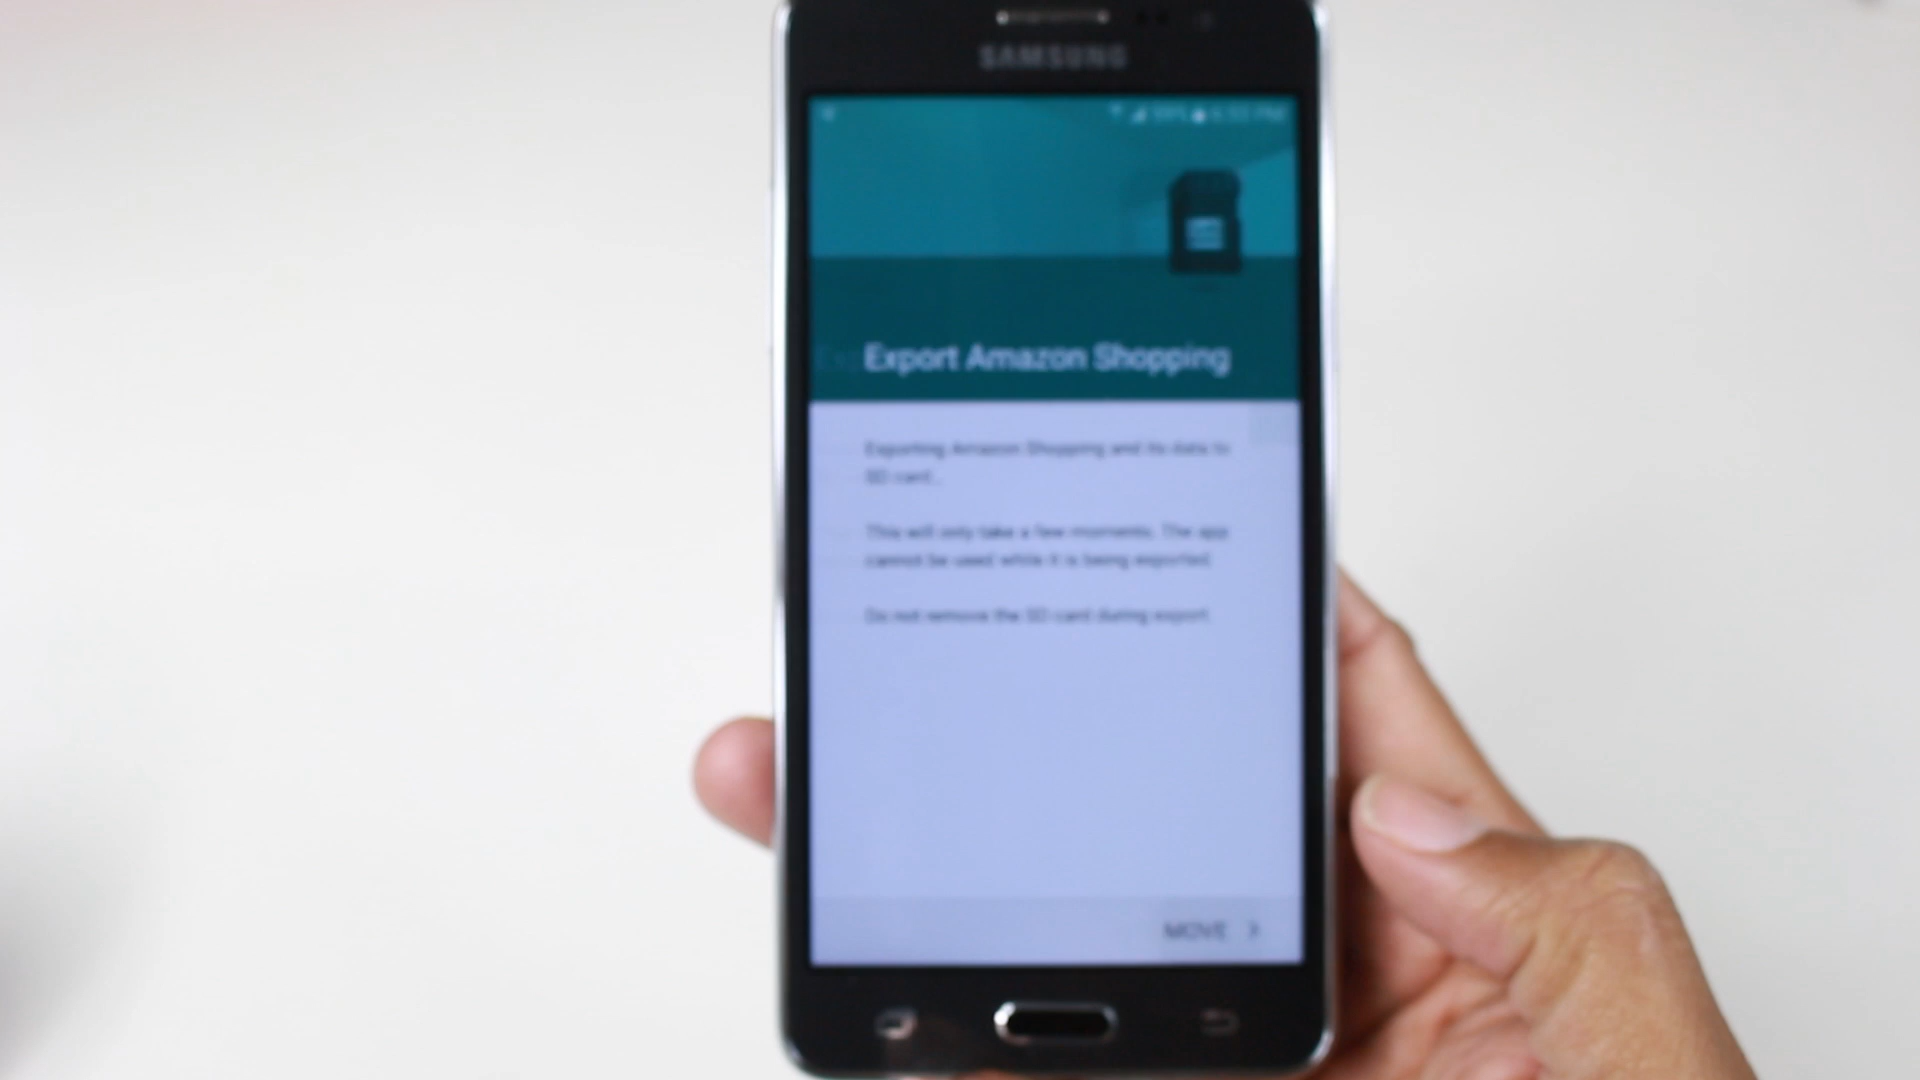 SAMSUNG
Export Amazon Shopping
Exporting Amazon Shopping and its data to
SD card...
This will only take a few moments. The app
cannot be used while it is being exported.
Do not remove the SD card during export.
MOVE